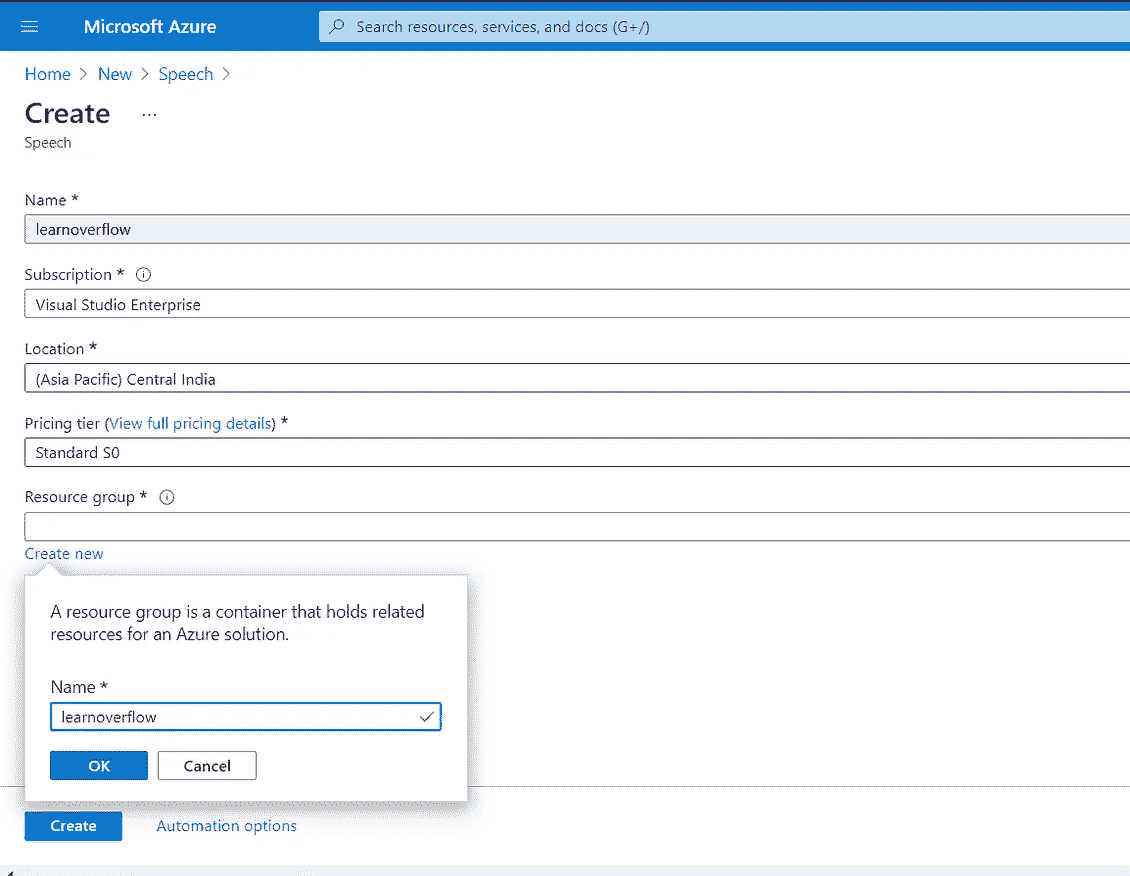 Microsoft Azure
Search resources, services, and docs (G+/)
Home > New > Speech >
Create ...
Speech
Name *
learnoverflow
Subscription *
Visual Studio Enterprise
Location *
(Asia Pacific) Central India
Pricing tier (View full pricing details) *
Standard S0
Resource group *
Create new
A resource group is a container that holds related
resources for an Azure solution.
Name *
learnoverflow
OK Cancel
Create Automation options